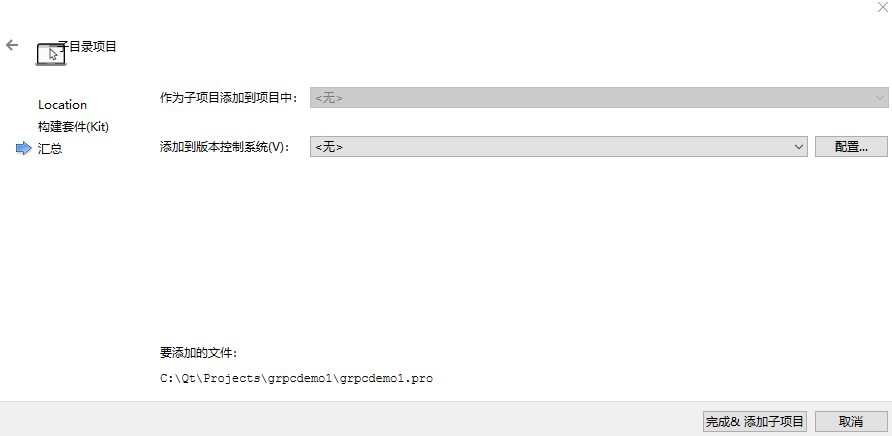 子目录项目
Location
构建套件(Kit)
汇总
作为子项目添加到项目中:
<无>
添加到版本控制系统(V):
<无>
配置...
要添加的文件:
C:\Qt\Projects\grpcdemo1\grpcdemo1.pro
完成& 添加子项目
取消